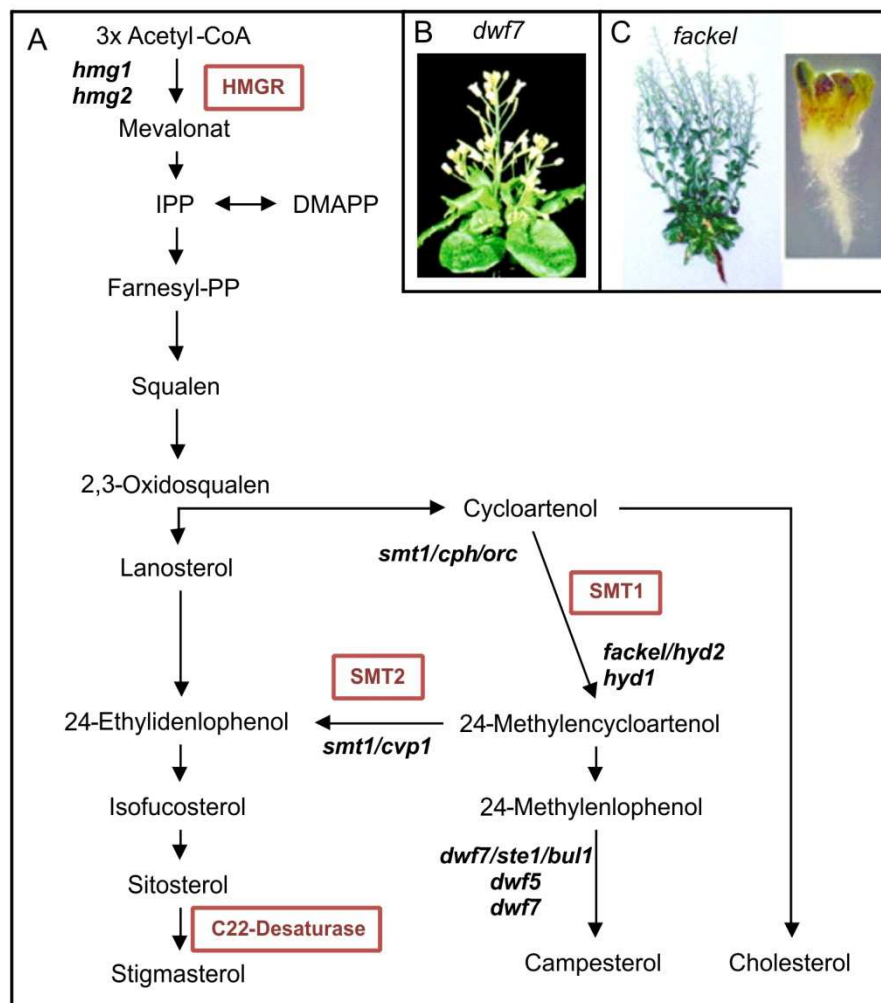 A
3x Acetyl-CoA
hmg1
hmg2
HMGR
Mevalonat
IPP
DMAPP
Farnesyl-PP
Squalen
2,3-Oxidosqualen
Cycloartenol
smt1/cph/orc
Lanosterol
SMT1
fackel/hyd2
hyd1
SMT2
24-Ethylidenlophenol
24-Methylencycloartenol
smt1/cvp1
Isofucosterol
24-Methylenlophenol
dwf7/ste1/bul1
dwf5
dwf7
Sitosterol
C22-Desaturase
Stigmasterol
Campesterol
Cholesterol
B
dwf7
C
fackel